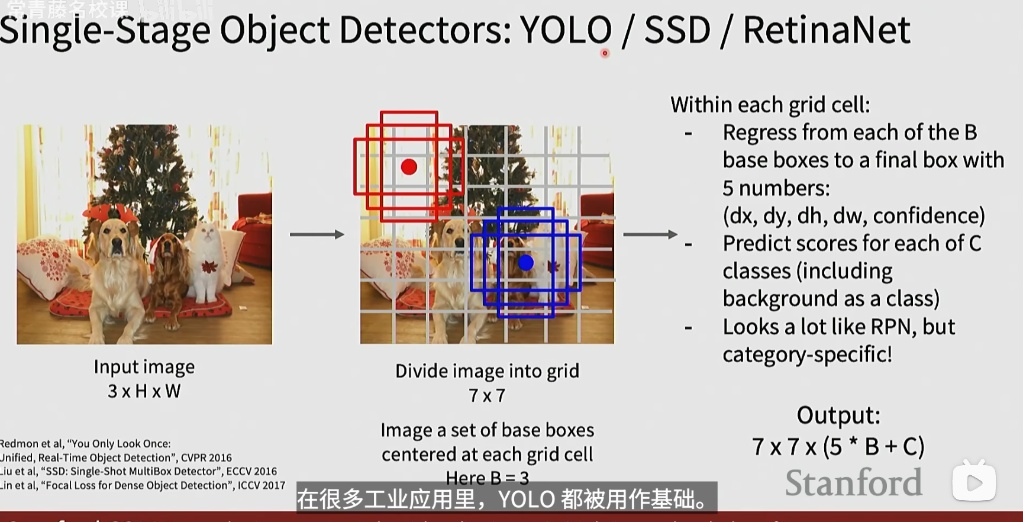 常青藤名校课
Single-Stage Object Detectors: YOLO / SSD / RetinaNet
Within each grid cell:
- Regress from each of the B
base boxes to a final box with
5 numbers:
(dx, dy, dh, dw, confidence)
- Predict scores for each of C
classes (including
background as a class)
- Looks a lot like RPN, but
category-specific!
Input image
3 x H x W
Divide image into grid
7 x 7
Image a set of base boxes
centered at each grid cell
Here B = 3
Output:
7 x 7 x (5 * B + C)
Redmon et al, “You Only Look Once:
Unified, Real-Time Object Detection”, CVPR 2016
Liu et al, “SSD: Single-Shot MultiBox Detector”, ECCV 2016
Lin et al, “Focal Loss for Dense Object Detection”, ICCV 2017
Stanford
在很多工业应用里，YOLO 都被用作基础。